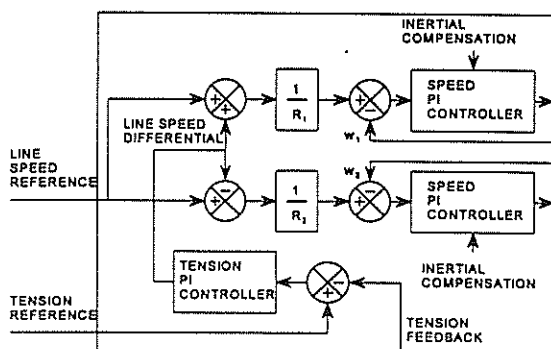 INERTIAL
COMPENSATION
+
+
1
R₁
+
−
SPEED
PI
CONTROLLER
LINE SPEED
DIFFERENTIAL
w₁
LINE
SPEED
REFERENCE
w₂
−
+
1
R₂
+
−
SPEED
PI
CONTROLLER
TENSION
PI
CONTROLLER
−
+
INERTIAL
COMPENSATION
TENSION
REFERENCE
TENSION
FEEDBACK